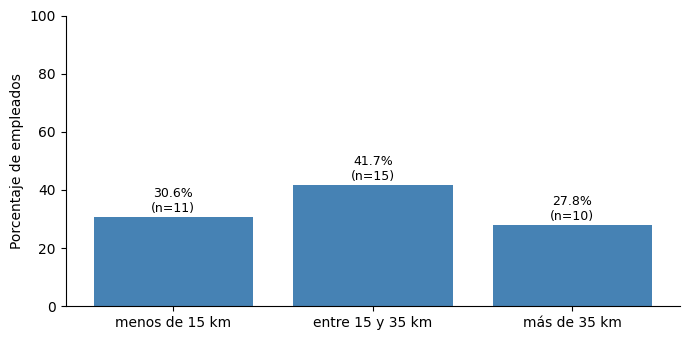 Porcentaje de empleados
100
80
60
40
20
0
30.6%
(n=11)
41.7%
(n=15)
27.8%
(n=10)
menos de 15 km
entre 15 y 35 km
más de 35 km